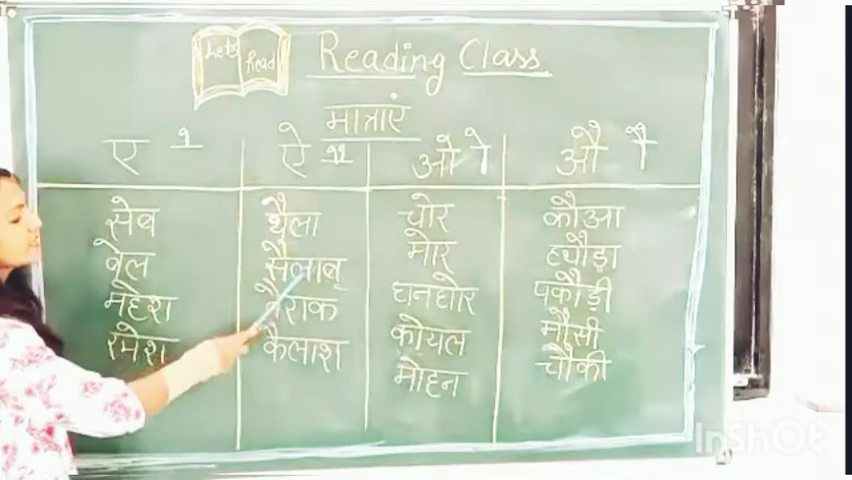 Let's Read
Reading Class
मात्राएं
ए े ऐ ै ओ ो औ ौ
सेब थैला चोर कौआ
बेल सैलाब मोर हथौड़ा
महेश तैराक घनघोर पकौड़ी
रमेश कैलाश कोयल मौसी
मोहन चौकी
InShOt